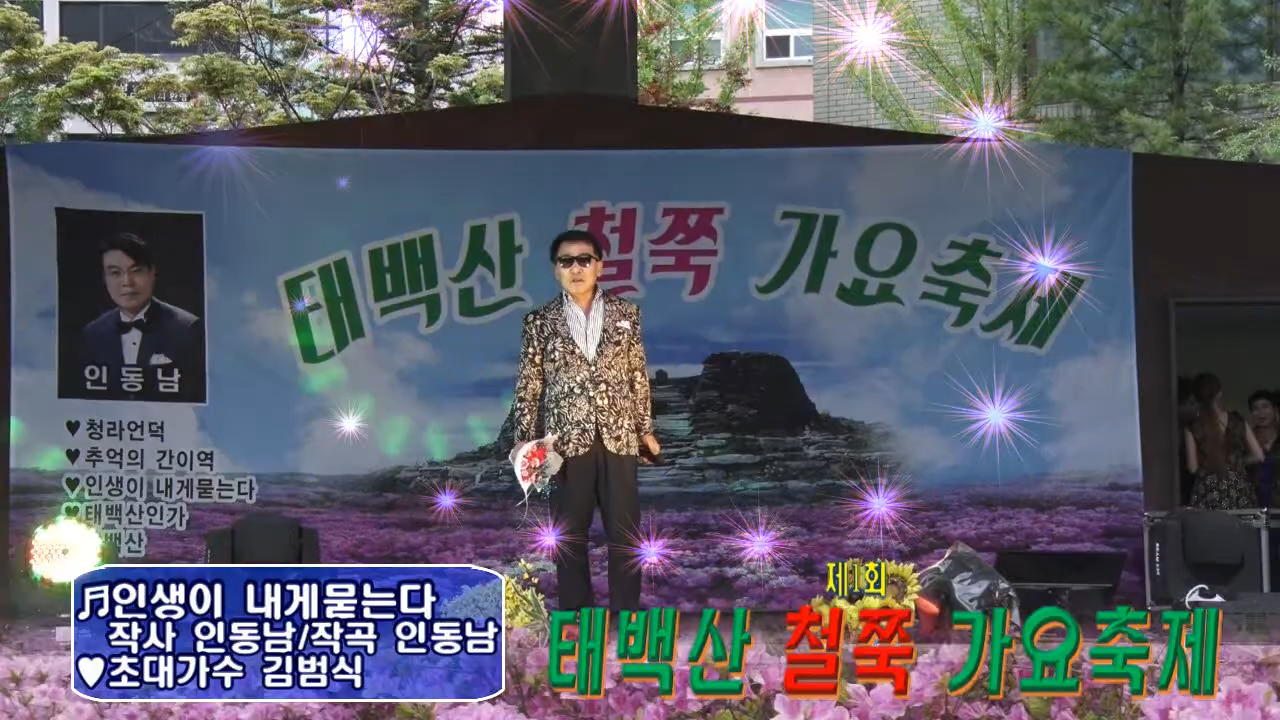 태백산 철쭉 가요축제
인동남
♥청라언덕
♥추억의 간이역
♥인생이 내게묻는다
♥태백산인가
백산
♬인생이 내게묻는다
작사 인동남/작곡 인동남
♥초대가수 김범식
제1회
태백산 철쭉 가요축제